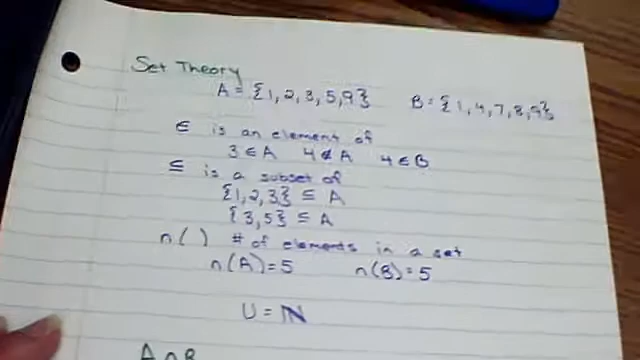 Set Theory
A = {1, 2, 3, 5, 9} B = {1, 4, 7, 8, 9}
∈ is an element of
3 ∈ A 4 ∉ A 4 ∈ B
⊆ is a subset of
{1, 2, 3} ⊆ A
{3, 5} ⊆ A
n( ) # of elements in a set
n(A) = 5 n(B) = 5
U = ℕ
A ∩ B